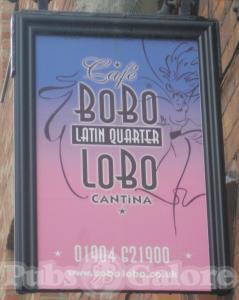 Café
BOBO
LATIN QUARTER
LOBO
CANTINA
01904 621900
www.bobolobo.co.uk
Pubs Galore